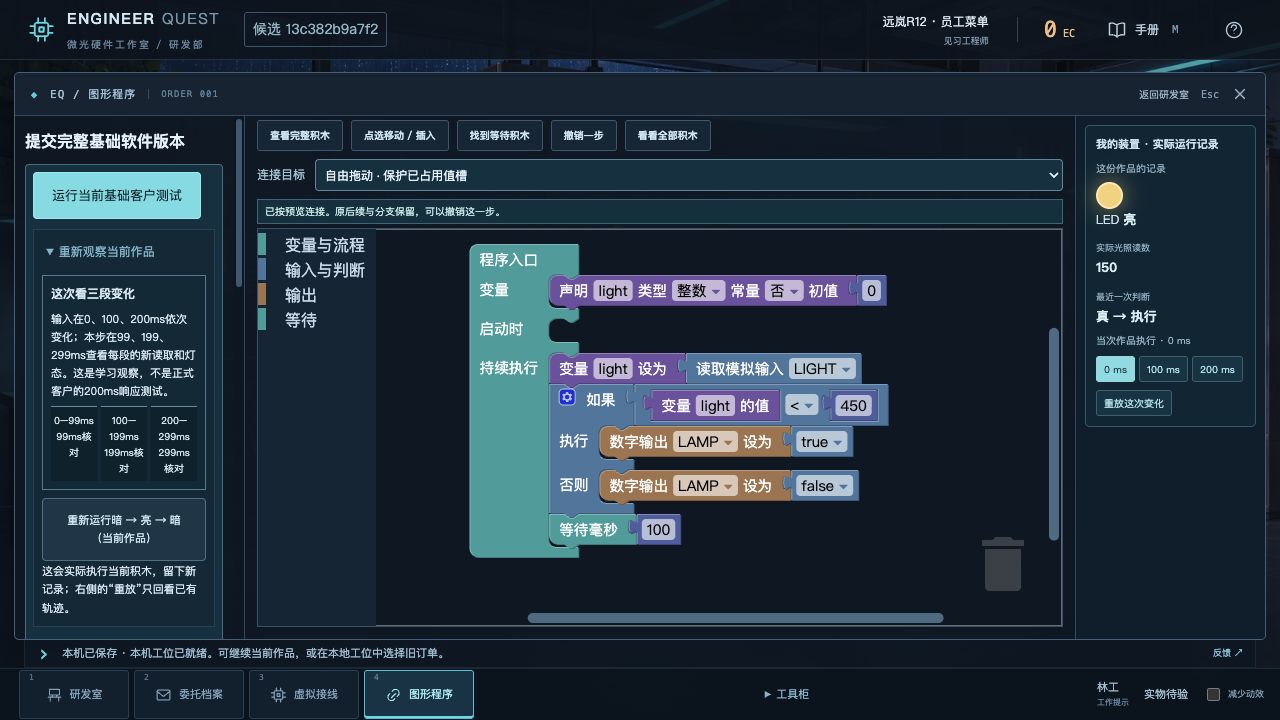 ENGINEER QUEST
微光硬件工作室 / 研发部
候选 13c382b9a7f2
远岚R12 · 员工菜单
见习工程师
0 EC
手册 M
?
EQ / 图形程序
ORDER 001
返回研发室 Esc
提交完整基础软件版本
运行当前基础客户测试
▼ 重新观察当前作品
这次看三段变化
输入在0、100、200ms依次
变化；本步在99、199、
299ms查看每段的新读取和灯
态。这是学习观察，不是正式
客户的200ms响应测试。
0—99ms
99ms核
对
100—
199ms
199ms核
对
200—
299ms
299ms
核对
重新运行暗 → 亮 → 暗
（当前作品）
这会实际执行当前积木，留下新
记录；右侧的“重放”只回看已有
轨迹。
查看完整积木
点选移动 / 插入
找到等待积木
撤销一步
看看全部积木
连接目标
自由拖动 · 保护已占用值槽
已按预览连接。原后续与分支保留，可以撤销这一步。
变量与流程
输入与判断
输出
等待
程序入口
变量
声明 light 类型 整数 常量 否 初值 0
启动时
持续执行
变量 light 设为 读取模拟输入 LIGHT
如果 变量 light 的值 < 450
执行 数字输出 LAMP 设为 true
否则 数字输出 LAMP 设为 false
等待毫秒 100
我的装置 · 实际运行记录
这份作品的记录
LED 亮
实际光照读数
150
最近一次判断
真 → 执行
当次作品执行 · 0 ms
0 ms
100 ms
200 ms
重放这次变化
本机已保存 · 本机工位已就绪。可继续当前作品，或在本地工位中选择旧订单。
反馈 ↗
1 研发室
2 委托档案
3 虚拟接线
4 图形程序
▶ 工具柜
林工
工作提示
实物待验
减少动效